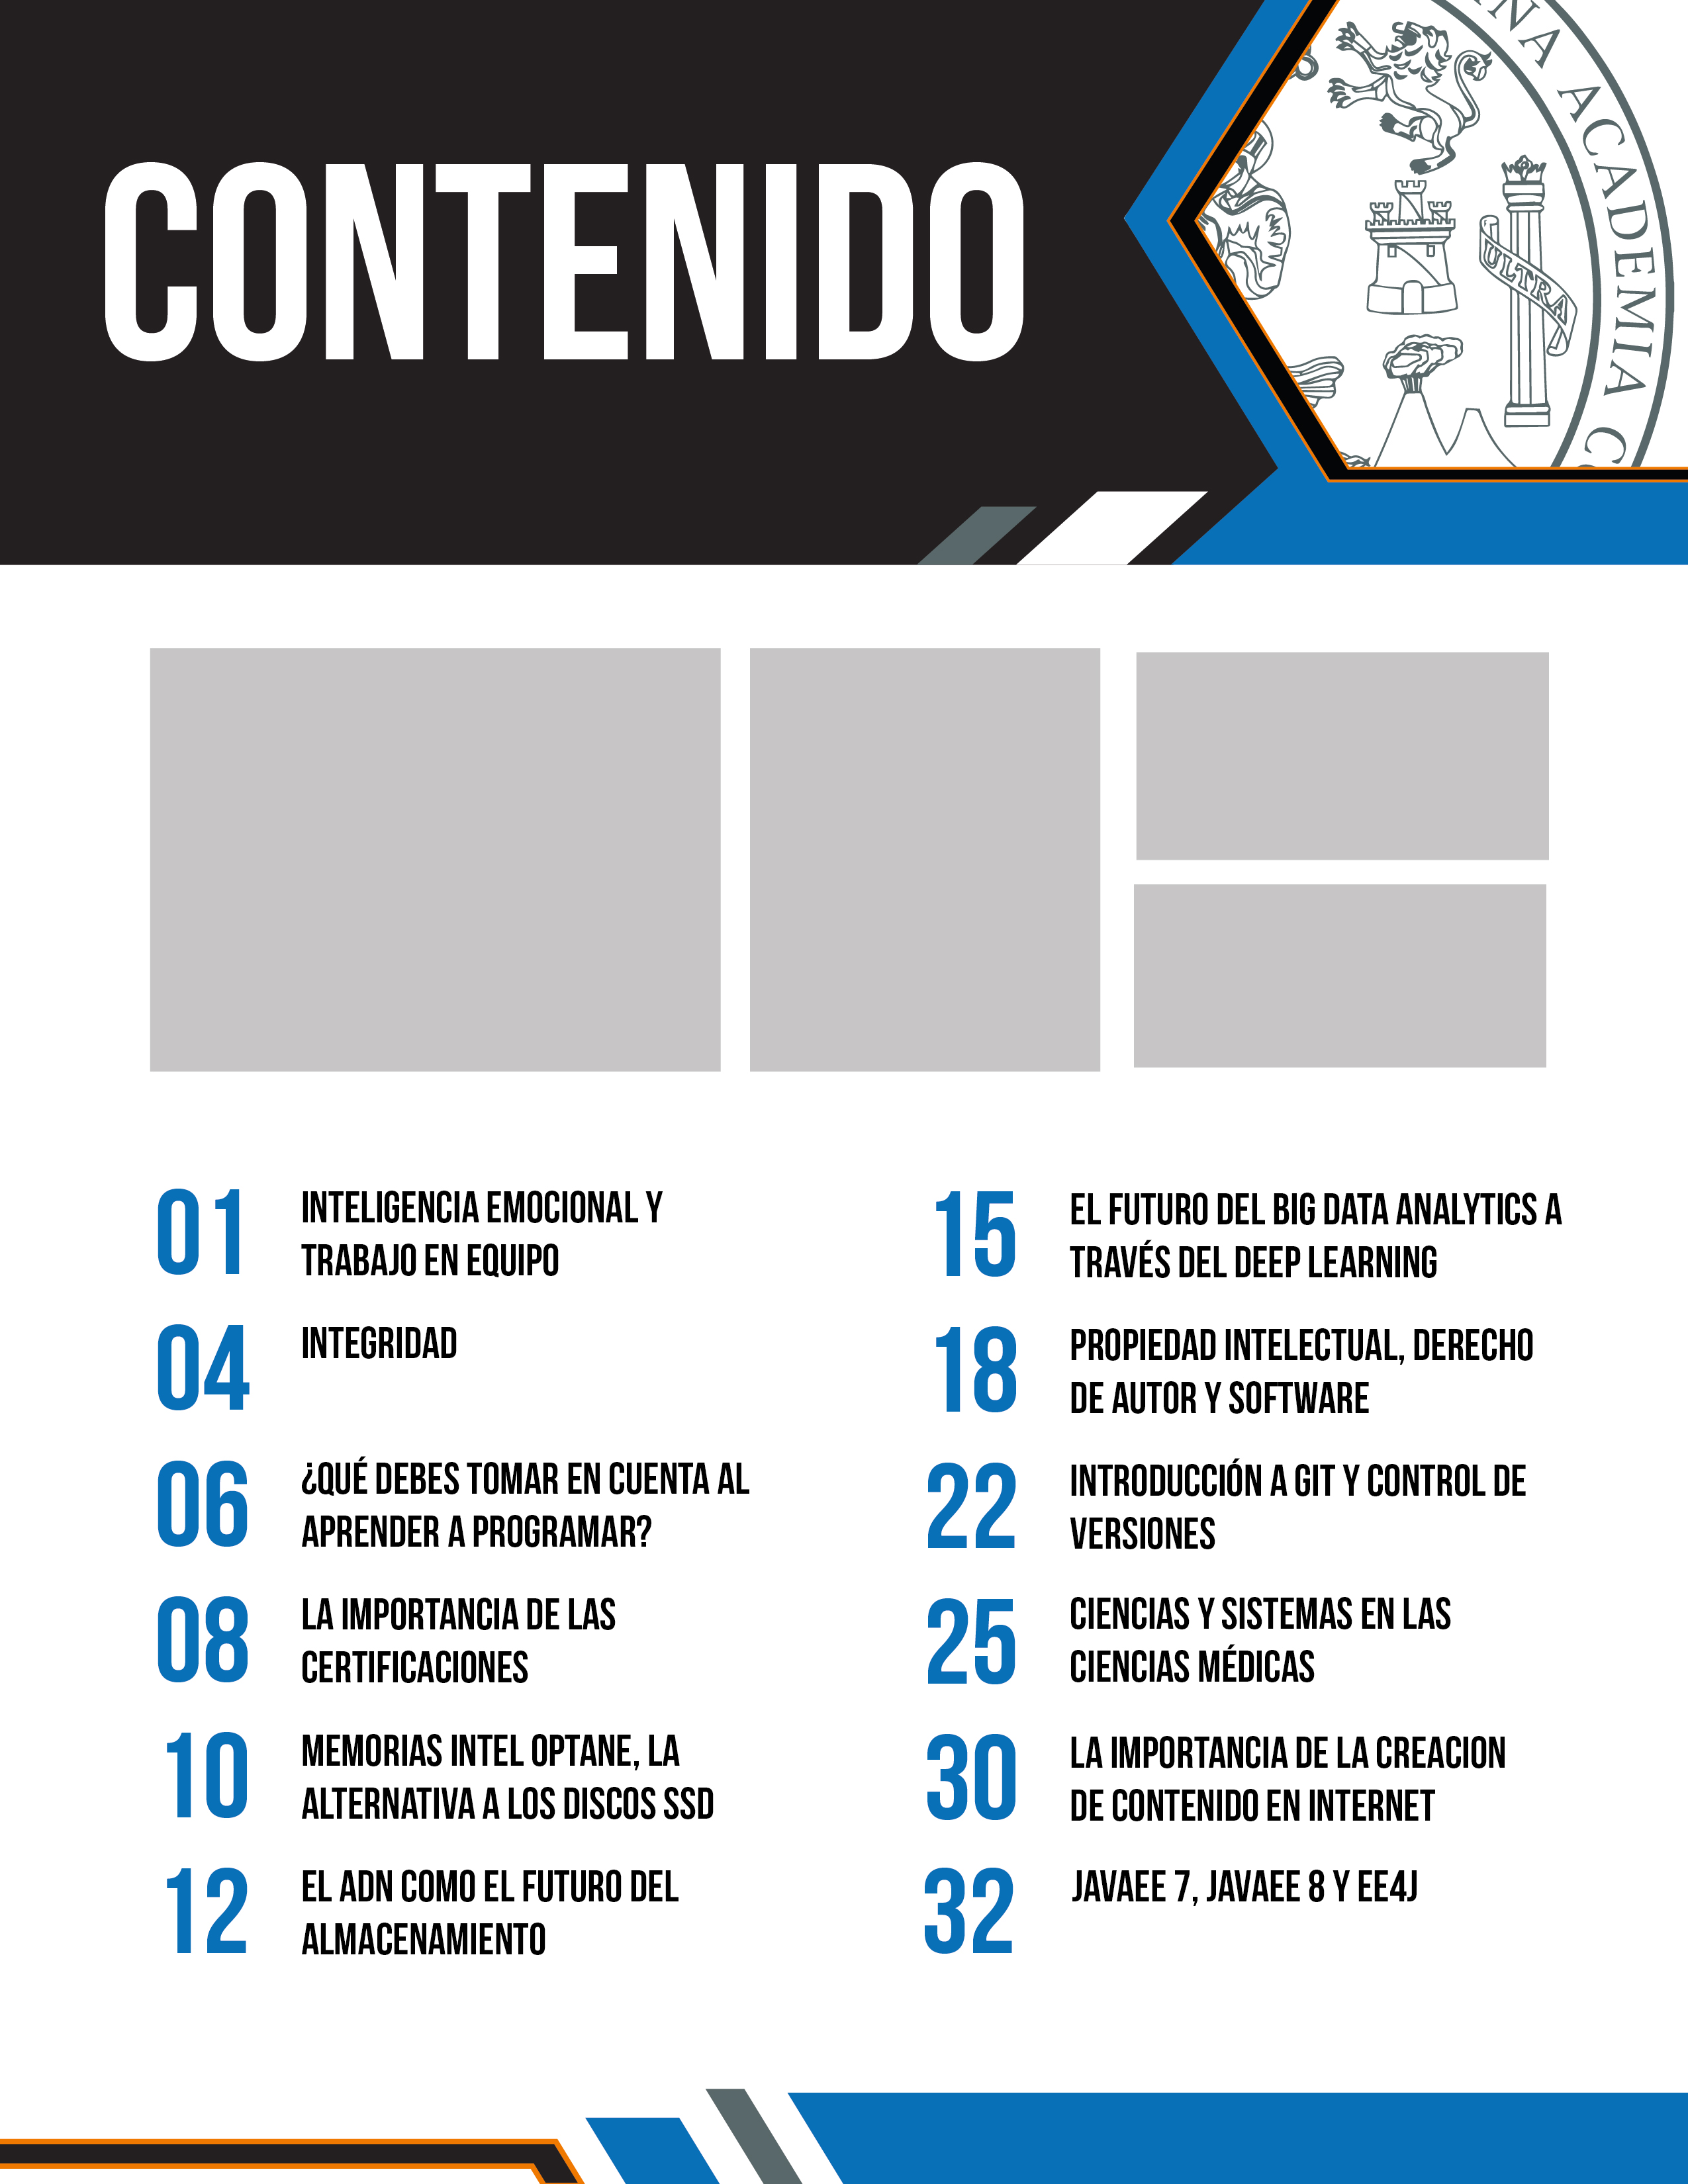 CONTENIDO
ACADEMIA
ULTRA
01
INTELIGENCIA EMOCIONAL Y
TRABAJO EN EQUIPO
04
INTEGRIDAD
06
¿QUÉ DEBES TOMAR EN CUENTA AL
APRENDER A PROGRAMAR?
08
LA IMPORTANCIA DE LAS
CERTIFICACIONES
10
MEMORIAS INTEL OPTANE, LA
ALTERNATIVA A LOS DISCOS SSD
12
EL ADN COMO EL FUTURO DEL
ALMACENAMIENTO
15
EL FUTURO DEL BIG DATA ANALYTICS A
TRAVÉS DEL DEEP LEARNING
18
PROPIEDAD INTELECTUAL, DERECHO
DE AUTOR Y SOFTWARE
22
INTRODUCCIÓN A GIT Y CONTROL DE
VERSIONES
25
CIENCIAS Y SISTEMAS EN LAS
CIENCIAS MÉDICAS
30
LA IMPORTANCIA DE LA CREACION
DE CONTENIDO EN INTERNET
32
JAVAEE 7, JAVAEE 8 Y EE4J